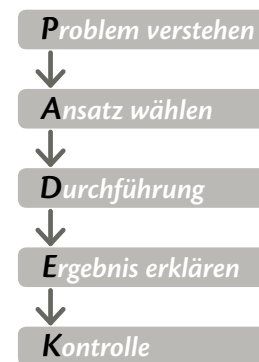 Problem verstehen
Ansatz wählen
Durchführung
Ergebnis erklären
Kontrolle